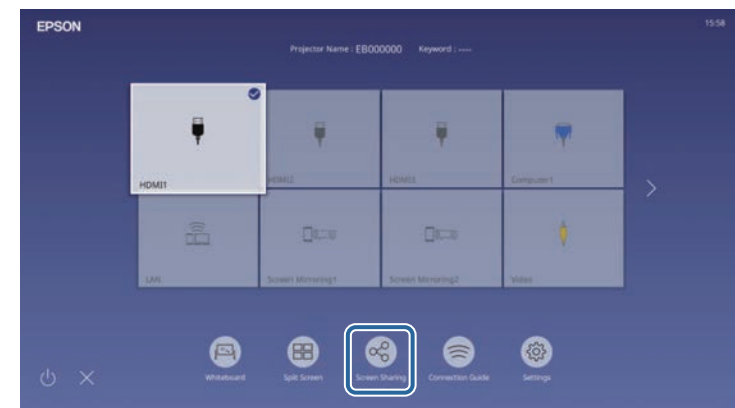 EPSON
15:58
Projector Name : EB000000 Keyword : ----
HDMI1
HDMI2
HDMI3
Computer1
LAN
Screen Mirroring1
Screen Mirroring2
Video
Whiteboard
Split Screen
Screen Sharing
Connection Guide
Settings